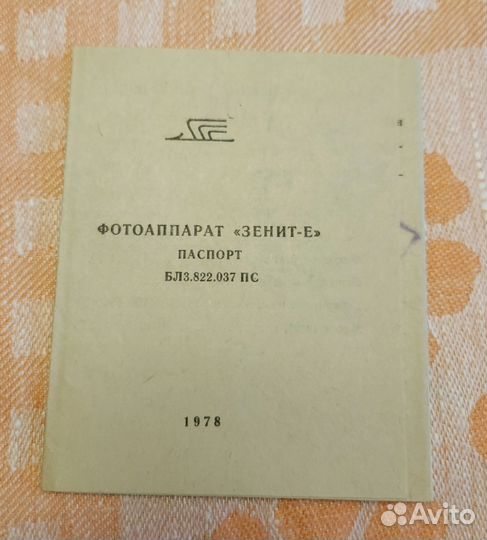 ФОТОАППАРАТ «ЗЕНИТ-Е»
ПАСПОРТ
БЛ3.822.037 ПС
1978
Avito